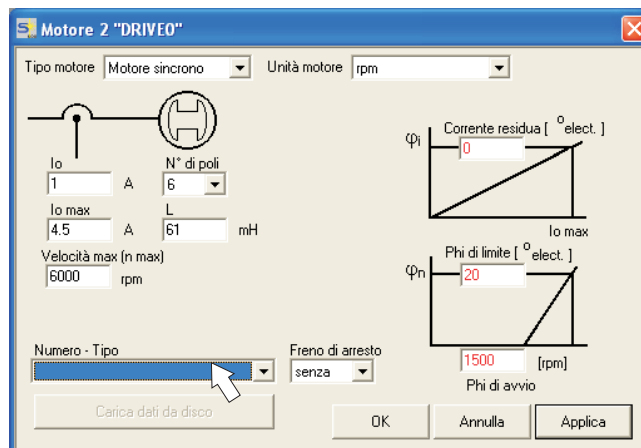 Motore 2 "DRIVE0"
Tipo motore Motore sincrono Unità motore rpm
Io N° di poli
1 A 6
Io max L
4.5 A 61 mH
Velocità max (n max)
6000 rpm
φi Corrente residua [ °elect. ]
0
Io max
φn Phi di limite [ °elect. ]
20
1500 [rpm]
Phi di avvio
Numero - Tipo Freno di arresto
senza
Carica dati da disco
OK Annulla Applica